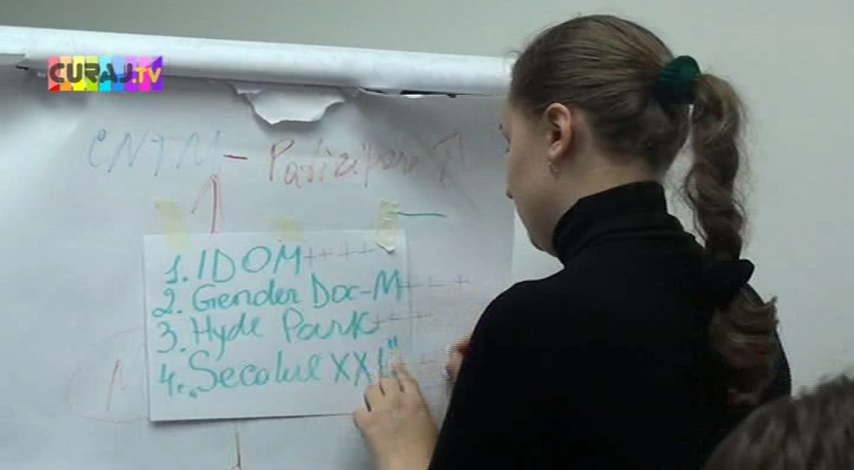 CURAJ.TV
CNTM - Participare
1. IDOM ++++
2. Gender Doc-M +++
3. Hyde Park +++
4. „Secolul XXI"